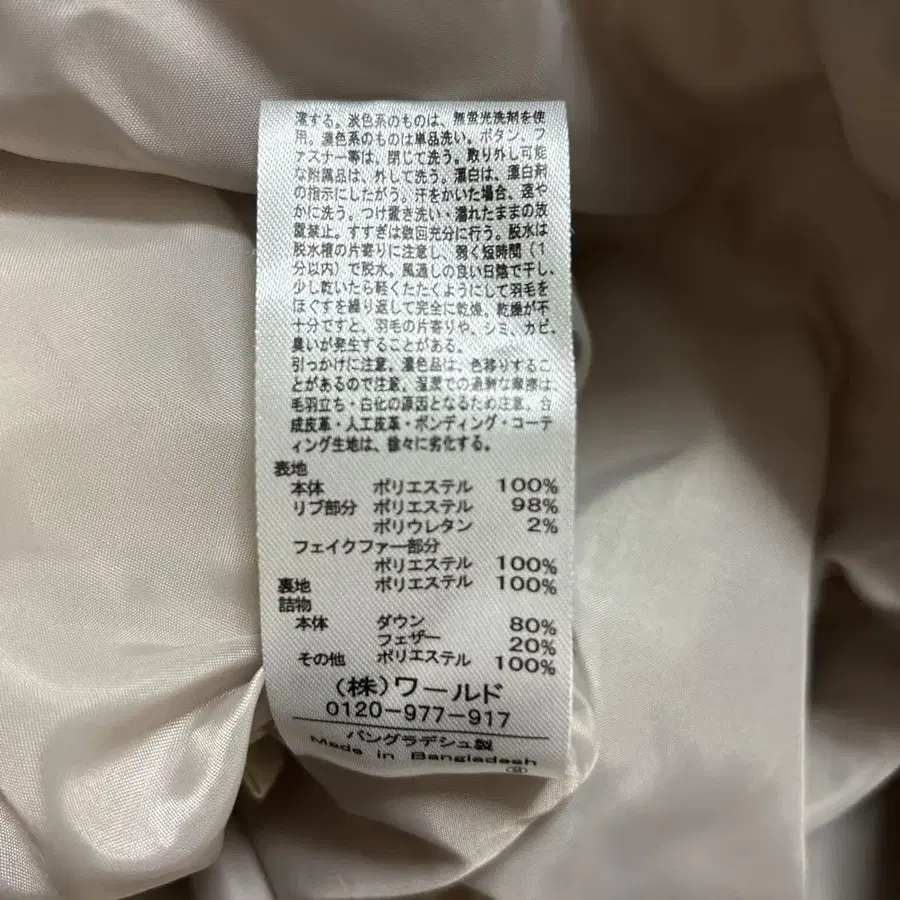 濯する。淡色系のものは、無蛍光洗剤を使
用。濃色系のものは単品洗い。ボタン、フ
ァスナー等は、閉じて洗う。取り外し可能
な附属品は、外して洗う。漂白は、漂白剤
の指示にしたがう。汗をかいた場合、速や
かに洗う。つけ置き洗い・濡れたままの放
置禁止。すすぎは数回充分に行う。脱水は
脱水槽の片寄りに注意し、弱く短時間（1
分以内）で脱水。風通しの良い日陰で干し、
少し乾いたら軽くたたくようにして羽毛を
ほぐすを繰り返して完全に乾燥。乾燥が不
十分ですと、羽毛の片寄りや、シミ、カビ、
臭いが発生することがある。
引っかけに注意。濃色品は、色移りするこ
とがあるので注意。湿潤での過剰な摩擦は
毛羽立ち・白化の原因となるため注意。合
成皮革・人工皮革・ボンディング・コーテ
ィング生地は、徐々に劣化する。
表地
本体 ポリエステル 100%
リブ部分 ポリエステル 98%
ポリウレタン 2%
フェイクファー部分
ポリエステル 100%
裏地 ポリエステル 100%
詰物
本体 ダウン 80%
フェザー 20%
その他 ポリエステル 100%
（株）ワールド
0120-977-917
バングラデシュ製
Made in Bangladesh